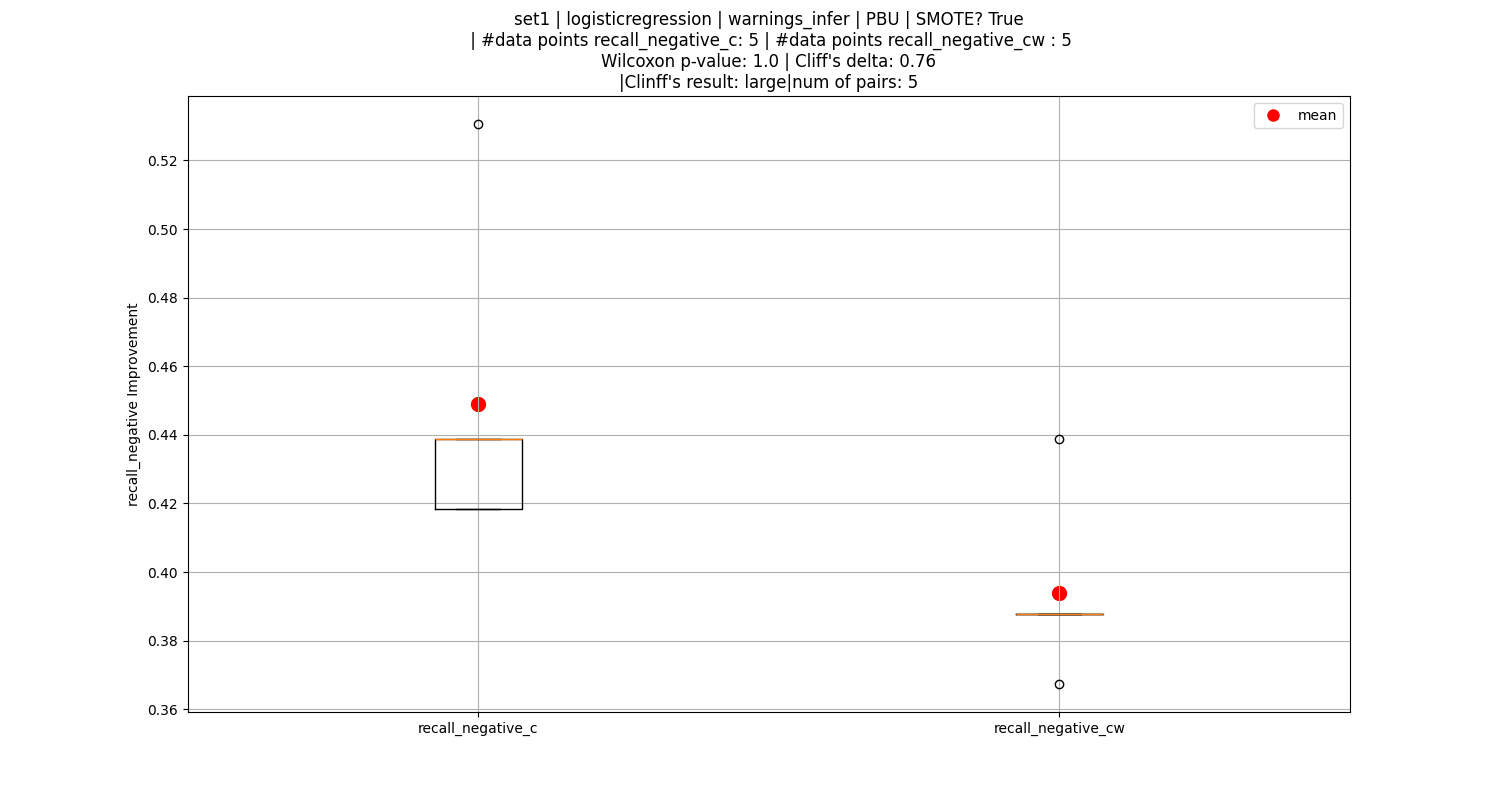 set1 | logisticregression | warnings_infer | PBU | SMOTE? True
| #data points recall_negative_c: 5 | #data points recall_negative_cw : 5
Wilcoxon p-value: 1.0 | Cliff's delta: 0.76
|Clinff's result: large|num of pairs: 5
mean
0.52
0.50
0.48
0.46
0.44
0.42
0.40
0.38
0.36
recall_negative Improvement
recall_negative_c
recall_negative_cw